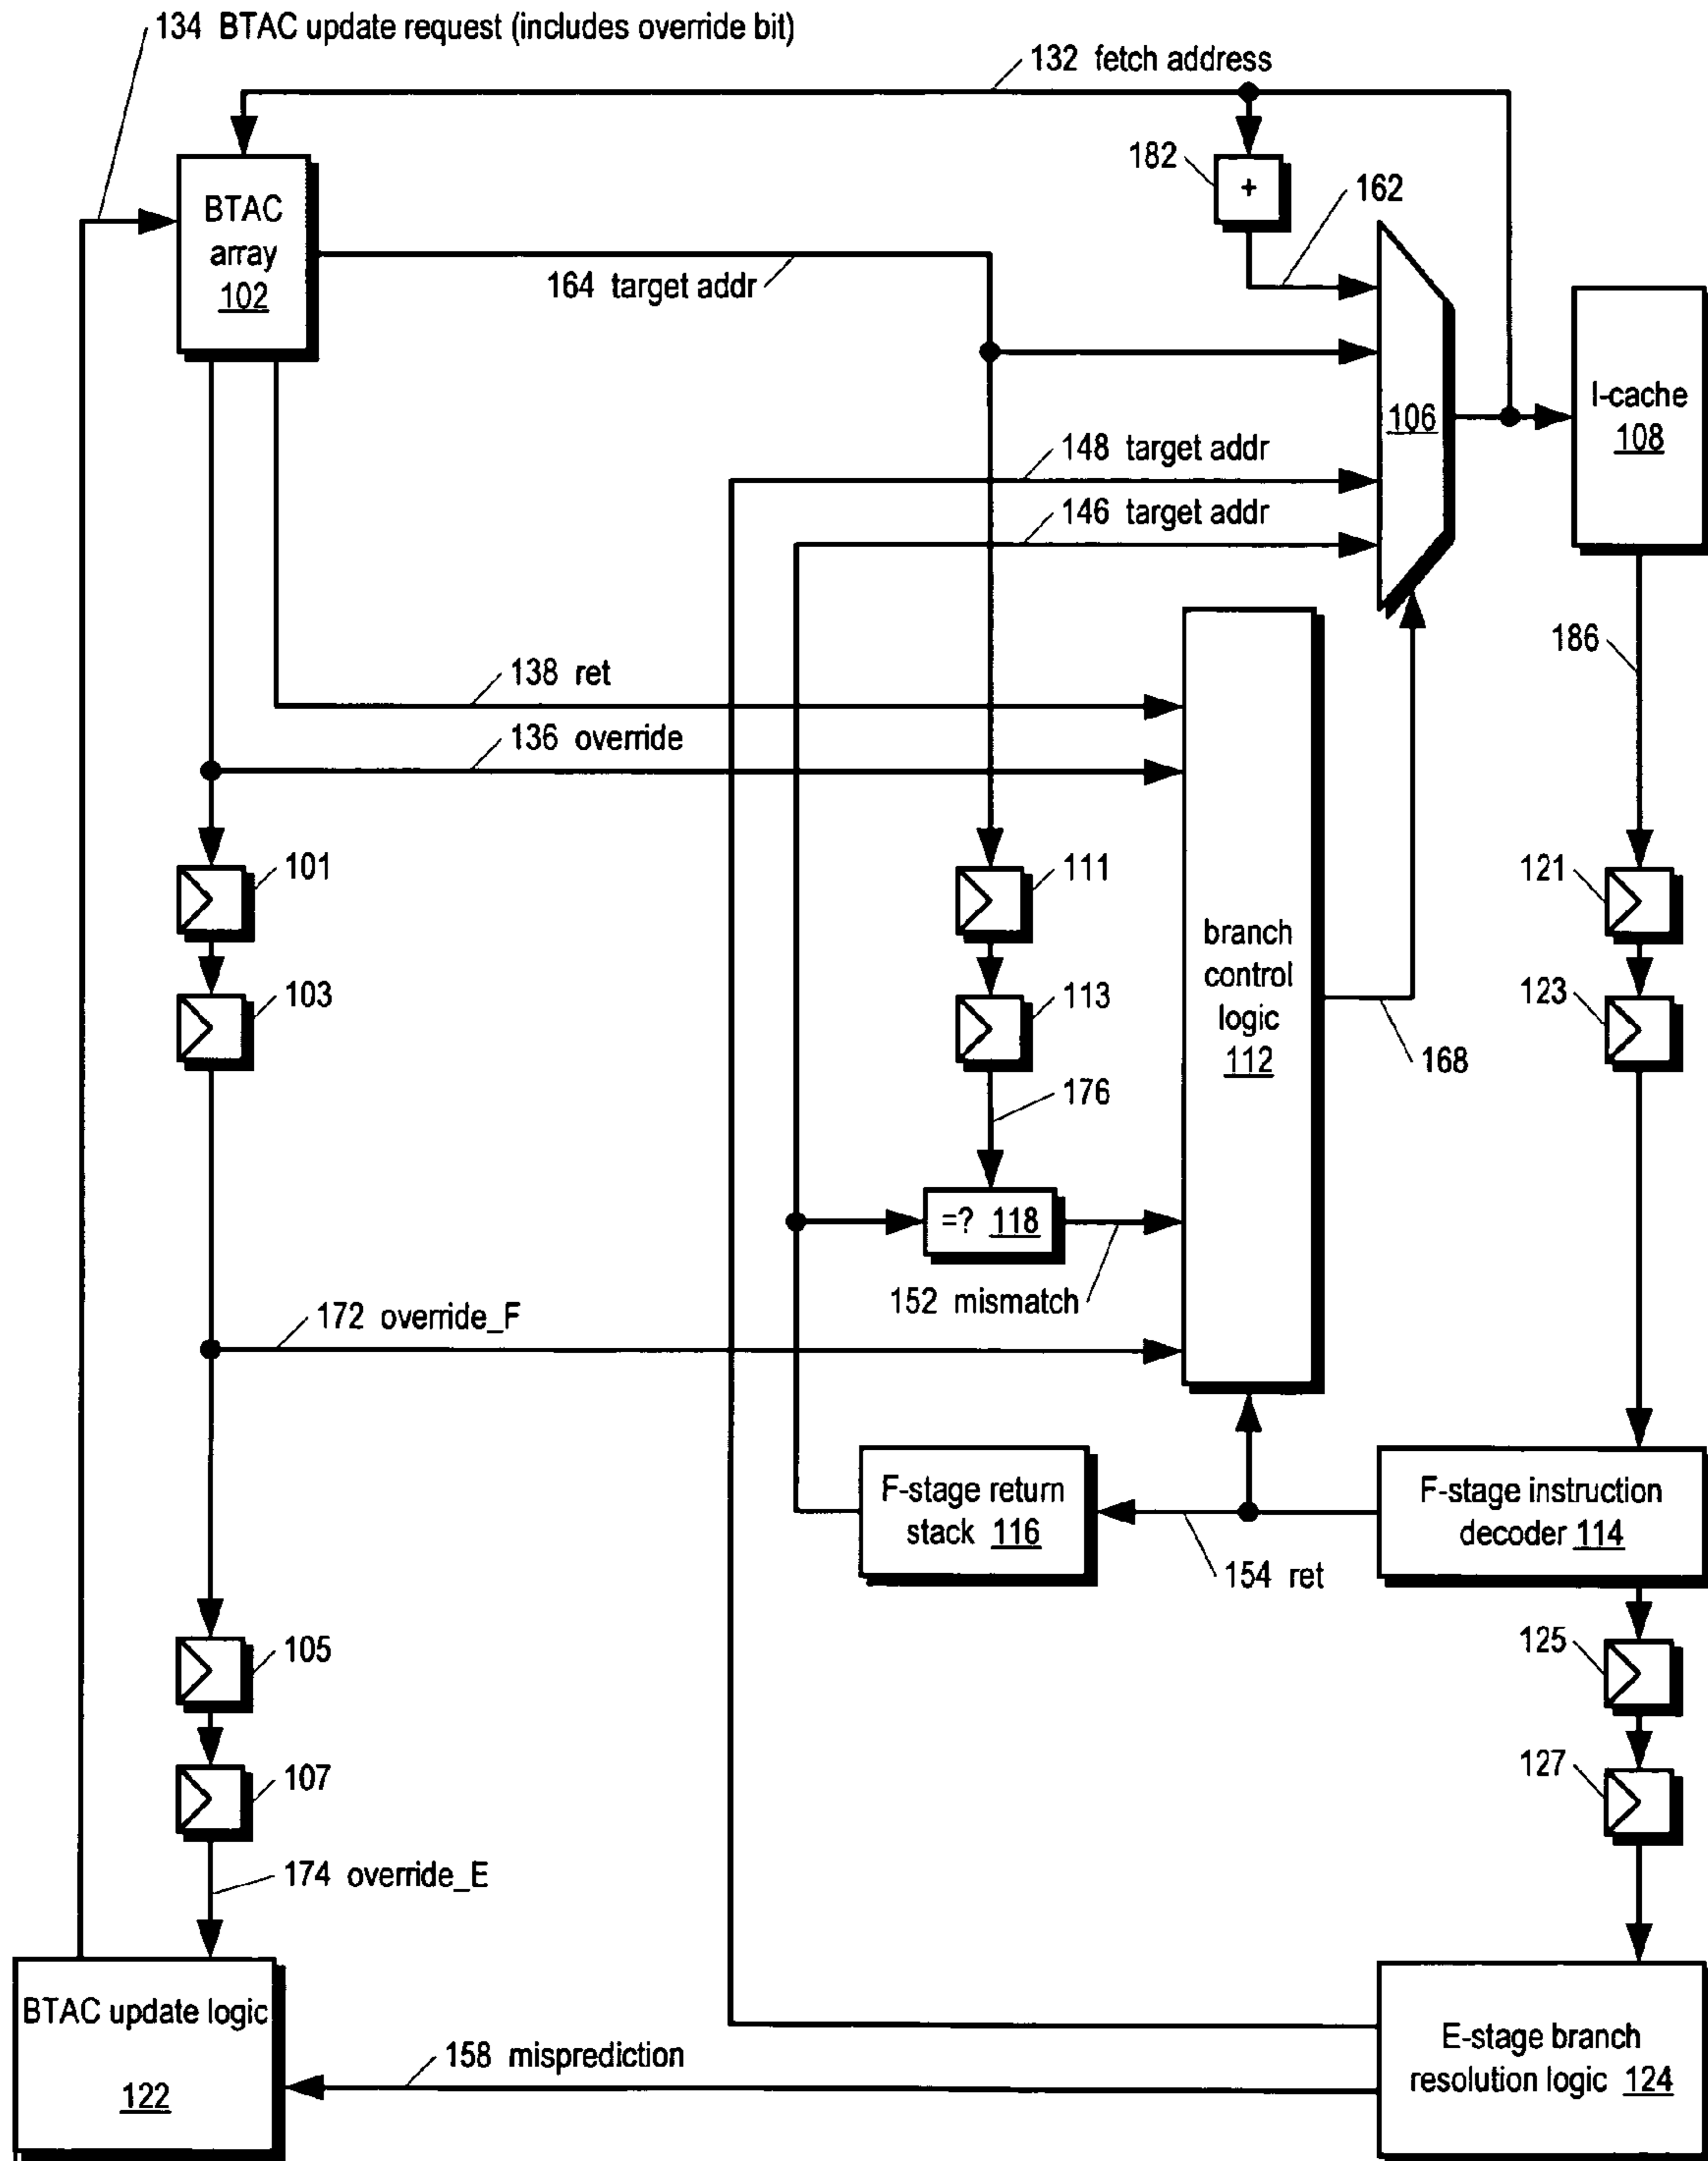 134 BTAC update request (includes override bit)
132 fetch address
182
+
162
BTAC
array
102
164 target addr
I-cache
108
106
148 target addr
146 target addr
186
138 ret
136 override
101
111
121
branch
control
logic
112
103
113
123
168
176
=? 118
152 mismatch
172 override_F
F-stage return
stack 116
F-stage instruction
decoder 114
154 ret
105
125
107
127
174 override_E
BTAC update logic
122
E-stage branch
resolution logic 124
158 misprediction